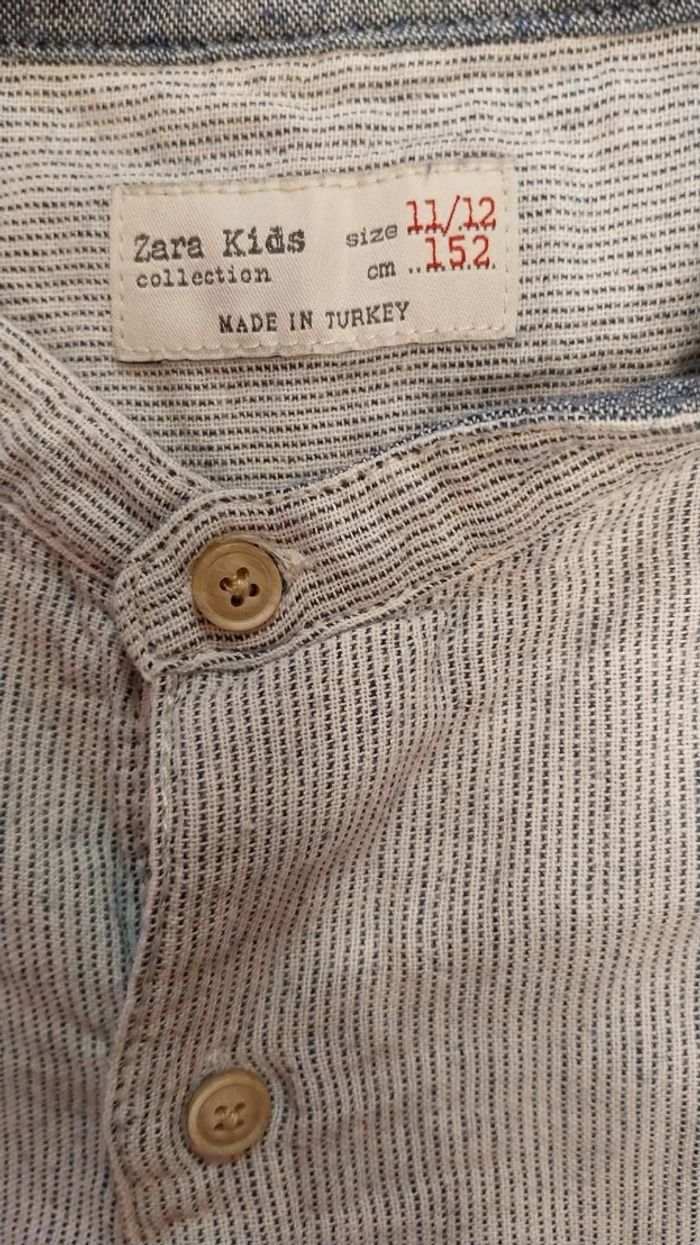 Zara Kids size 11/12
collection cm 152
MADE IN TURKEY